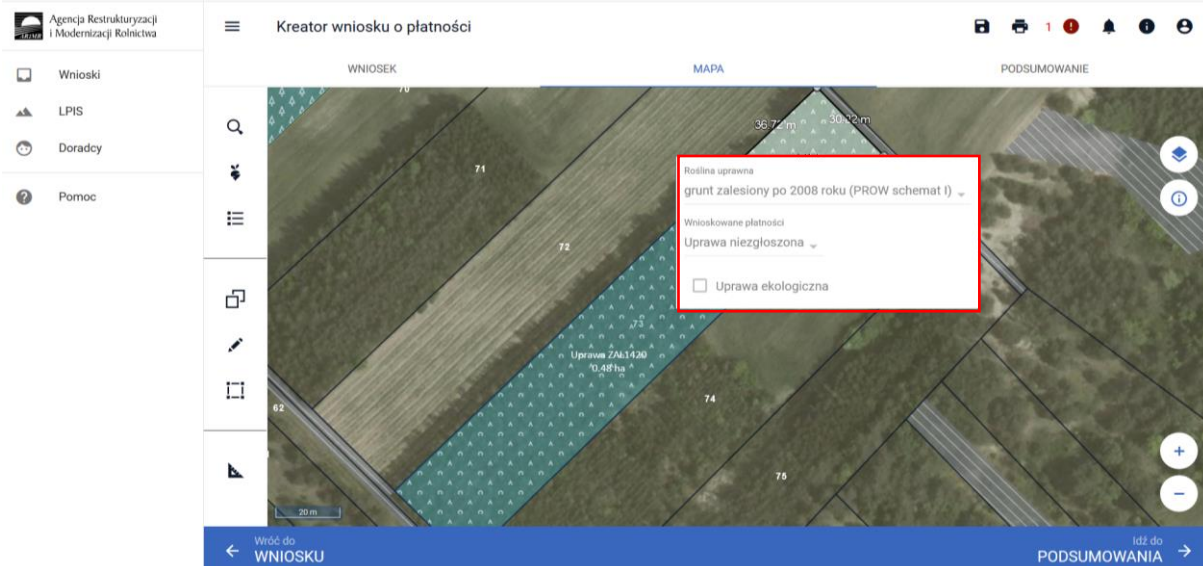 Agencja Restrukturyzacji
i Modernizacji Rolnictwa
ARiMR
Kreator wniosku o płatności
1
Wnioski
LPIS
Doradcy
Pomoc
WNIOSEK
MAPA
PODSUMOWANIE
70
36.72 m
30.22 m
71
Roślina uprawna
grunt zalesiony po 2008 roku (PROW schemat I)
Wnioskowane płatności
Uprawa niezgłoszona
Uprawa ekologiczna
72
73
Uprawa ZAL1420
0.48 ha
74
62
75
20 m
Wróć do
WNIOSKU
Idź do
PODSUMOWANIA